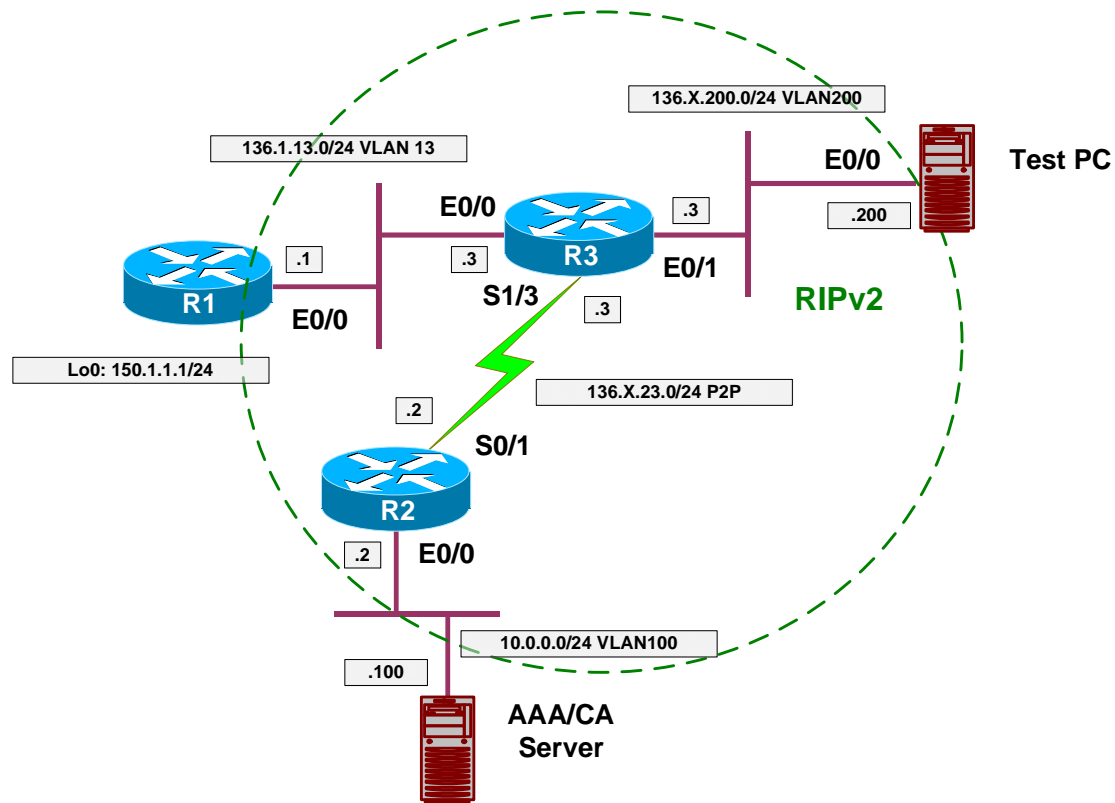 136.X.200.0/24 VLAN200
136.1.13.0/24 VLAN 13
E0/0
Test PC
E0/0
.3
.200
.1
.3
R3
E0/1
R1
S1/3
RIPv2
E0/0
.3
Lo0: 150.1.1.1/24
136.X.23.0/24 P2P
.2
S0/1
R2
.2
E0/0
10.0.0.0/24 VLAN100
.100
AAA/CA
Server